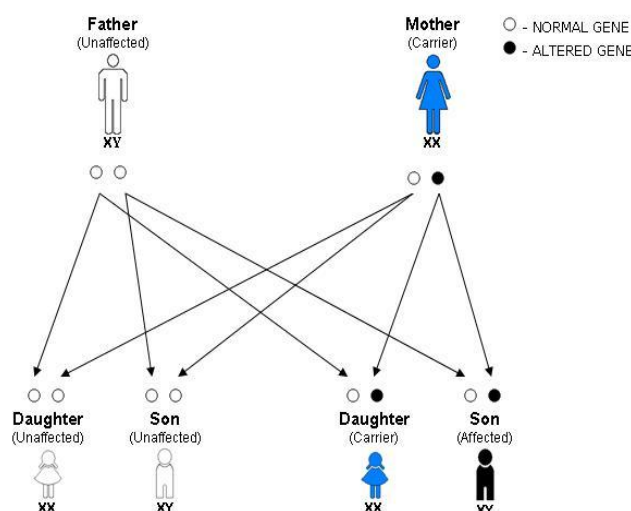 Father
(Unaffected)
XY
Mother
(Carrier)
XX
- NORMAL GENE
- ALTERED GENE
Daughter
(Unaffected)
XX
Son
(Unaffected)
XY
Daughter
(Carrier)
XX
Son
(Affected)
XY